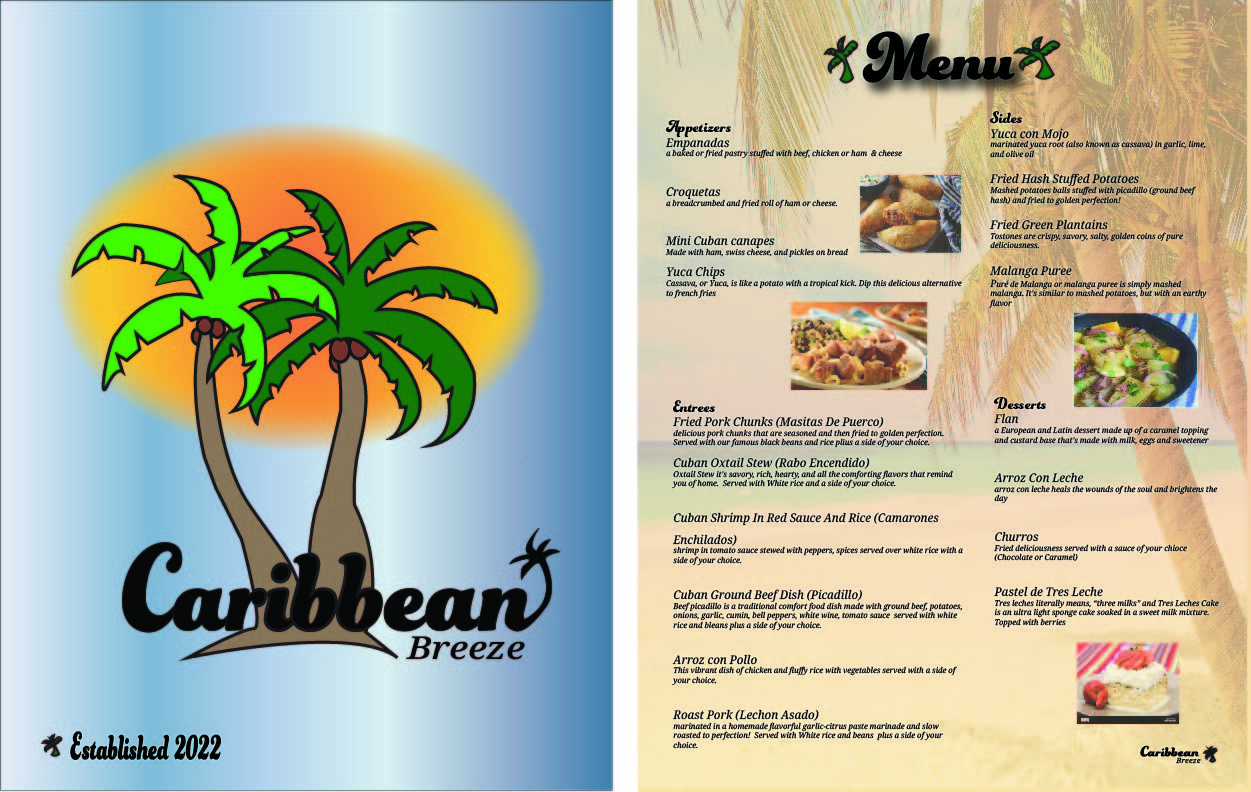 Caribbean
Breeze
Established 2022
Menu
Appetizers
Empanadas
a baked or fried pastry stuffed with beef, chicken or ham & cheese
Croquetas
a breadcrumbed and fried roll of ham or cheese.
Mini Cuban canapes
Made with ham, swiss cheese, and pickles on bread
Yuca Chips
Cassava, or Yuca, is like a potato with a tropical kick. Dip this delicious alternative
to french fries
Entrees
Fried Pork Chunks (Masitas De Puerco)
delicious pork chunks that are seasoned and then fried to golden perfection.
Served with our famous black beans and rice plius a side of your choice.
Cuban Oxtail Stew (Rabo Encendido)
Oxtail Stew it's savory, rich, hearty, and all the comforting flavors that remind
you of home. Served with White rice and a side of your choice.
Cuban Shrimp In Red Sauce And Rice (Camarones
Enchilados)
shrimp in tomato sauce stewed with peppers, spices served over white rice with a
side of your choice.
Cuban Ground Beef Dish (Picadillo)
Beef picadillo is a traditional comfort food dish made with ground beef, potatoes,
onions, garlic, cumin, bell peppers, white wine, tomato sauce served with white
rice and bleans plus a side of your choice.
Arroz con Pollo
This vibrant dish of chicken and fluffy rice with vegetables served with a side of
your choice.
Roast Pork (Lechon Asado)
marinated in a homemade flavorful garlic-citrus paste marinade and slow
roasted to perfection! Served with White rice and beans plus a side of your
choice.
Sides
Yuca con Mojo
marinated yuca root (also known as cassava) in garlic, lime,
and olive oil
Fried Hash Stuffed Potatoes
Mashed potatoes balls stuffed with picadillo (ground beef
hash) and fried to golden perfection!
Fried Green Plantains
Tostones are crispy, savory, salty, golden coins of pure
deliciousness.
Malanga Puree
Puré de Malanga or malanga puree is simply mashed
malanga. It's similar to mashed potatoes, but with an earthy
flavor
Desserts
Flan
a European and Latin dessert made up of a caramel topping
and custard base that's made with milk, eggs and sweetener
Arroz Con Leche
arroz con leche heals the wounds of the soul and brightens the
day
Churros
Fried deliciousness served with a sauce of your chioce
(Chocolate or Caramel)
Pastel de Tres Leche
Tres leches literally means, “three milks” and Tres Leches Cake
is an ultra light sponge cake soaked in a sweet milk mixture.
Topped with berries
Caribbean
Breeze